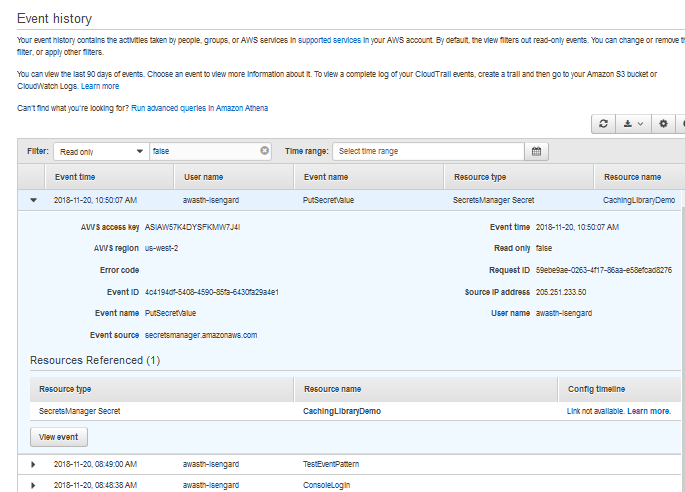 Event history
Your event history contains the activities taken by people, groups, or AWS services in supported services in your AWS account. By default, the view filters out read-only events. You can change or remove th
filter, or apply other filters.
You can view the last 90 days of events. Choose an event to view more information about it. To view a complete log of your CloudTrail events, create a trail and then go to your Amazon S3 bucket or
CloudWatch Logs. Learn more
Can't find what you're looking for? Run advanced queries in Amazon Athena
Filter: Read only false Time range: Select time range
Event time User name Event name Resource type Resource name
2018-11-20, 10:50:07 AM awasth-isengard PutSecretValue SecretsManager Secret CachingLibraryDemo
AWS access key ASIAW57K4DYSFKMW7J4I Event time 2018-11-20, 10:50:07 AM
AWS region us-west-2 Read only false
Error code Request ID 59ebe9ae-0263-4f17-86aa-e58efcad8276
Event ID 4c4194df-5408-4590-85fa-6430fa29a4e1 Source IP address 205.251.233.50
Event name PutSecretValue User name awasth-isengard
Event source secretsmanager.amazonaws.com
Resources Referenced (1)
Resource type Resource name Config timeline
SecretsManager Secret CachingLibraryDemo Link not available. Learn more.
View event
2018-11-20, 08:49:00 AM awasth-isengard TestEventPattern
2018-11-20, 08:48:38 AM awasth-isengard ConsoleLogin